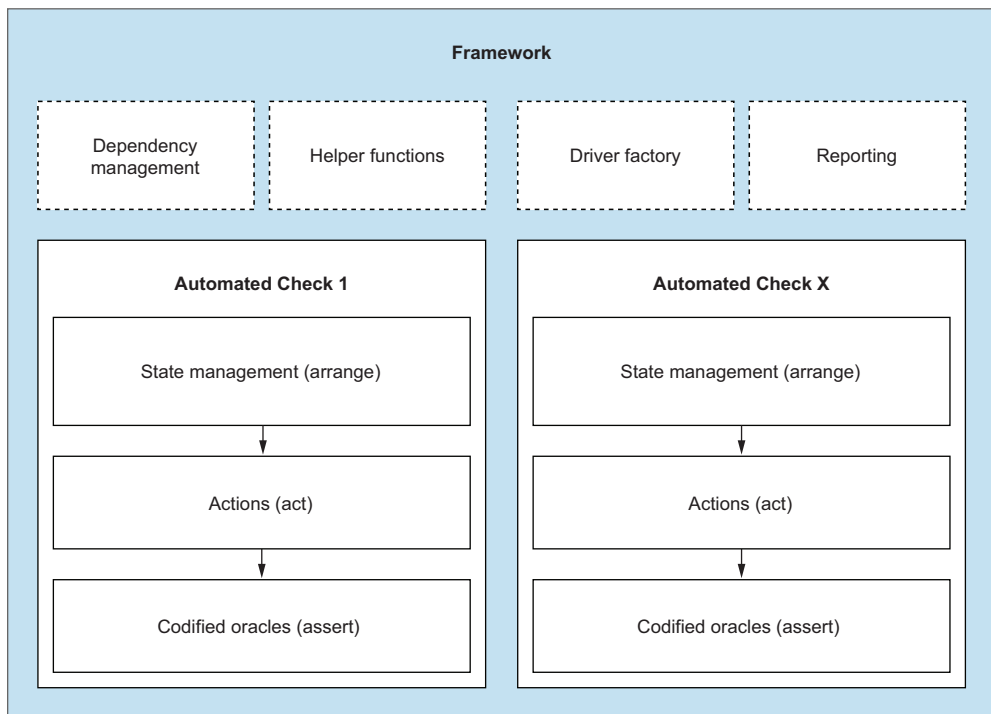 Framework
Dependency
management
Helper functions
Driver factory
Reporting
Automated Check 1
State management (arrange)
Actions (act)
Codified oracles (assert)
Automated Check X
State management (arrange)
Actions (act)
Codified oracles (assert)